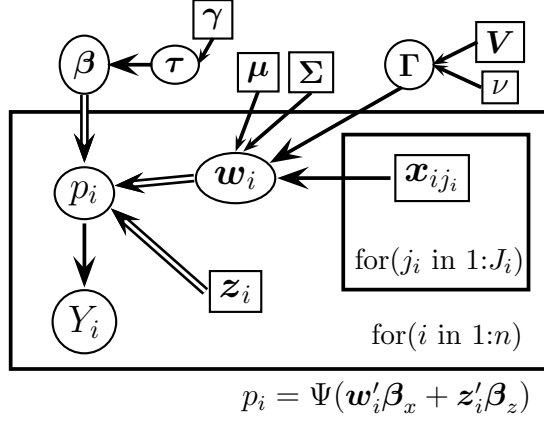 γ
β τ μ Σ Γ V
ν
p_i w_i x_{ij_i}
z_i for(j_i in 1:J_i)
Y_i for(i in 1:n)
p_i = Ψ(w_i′β_x + z_i′β_z)